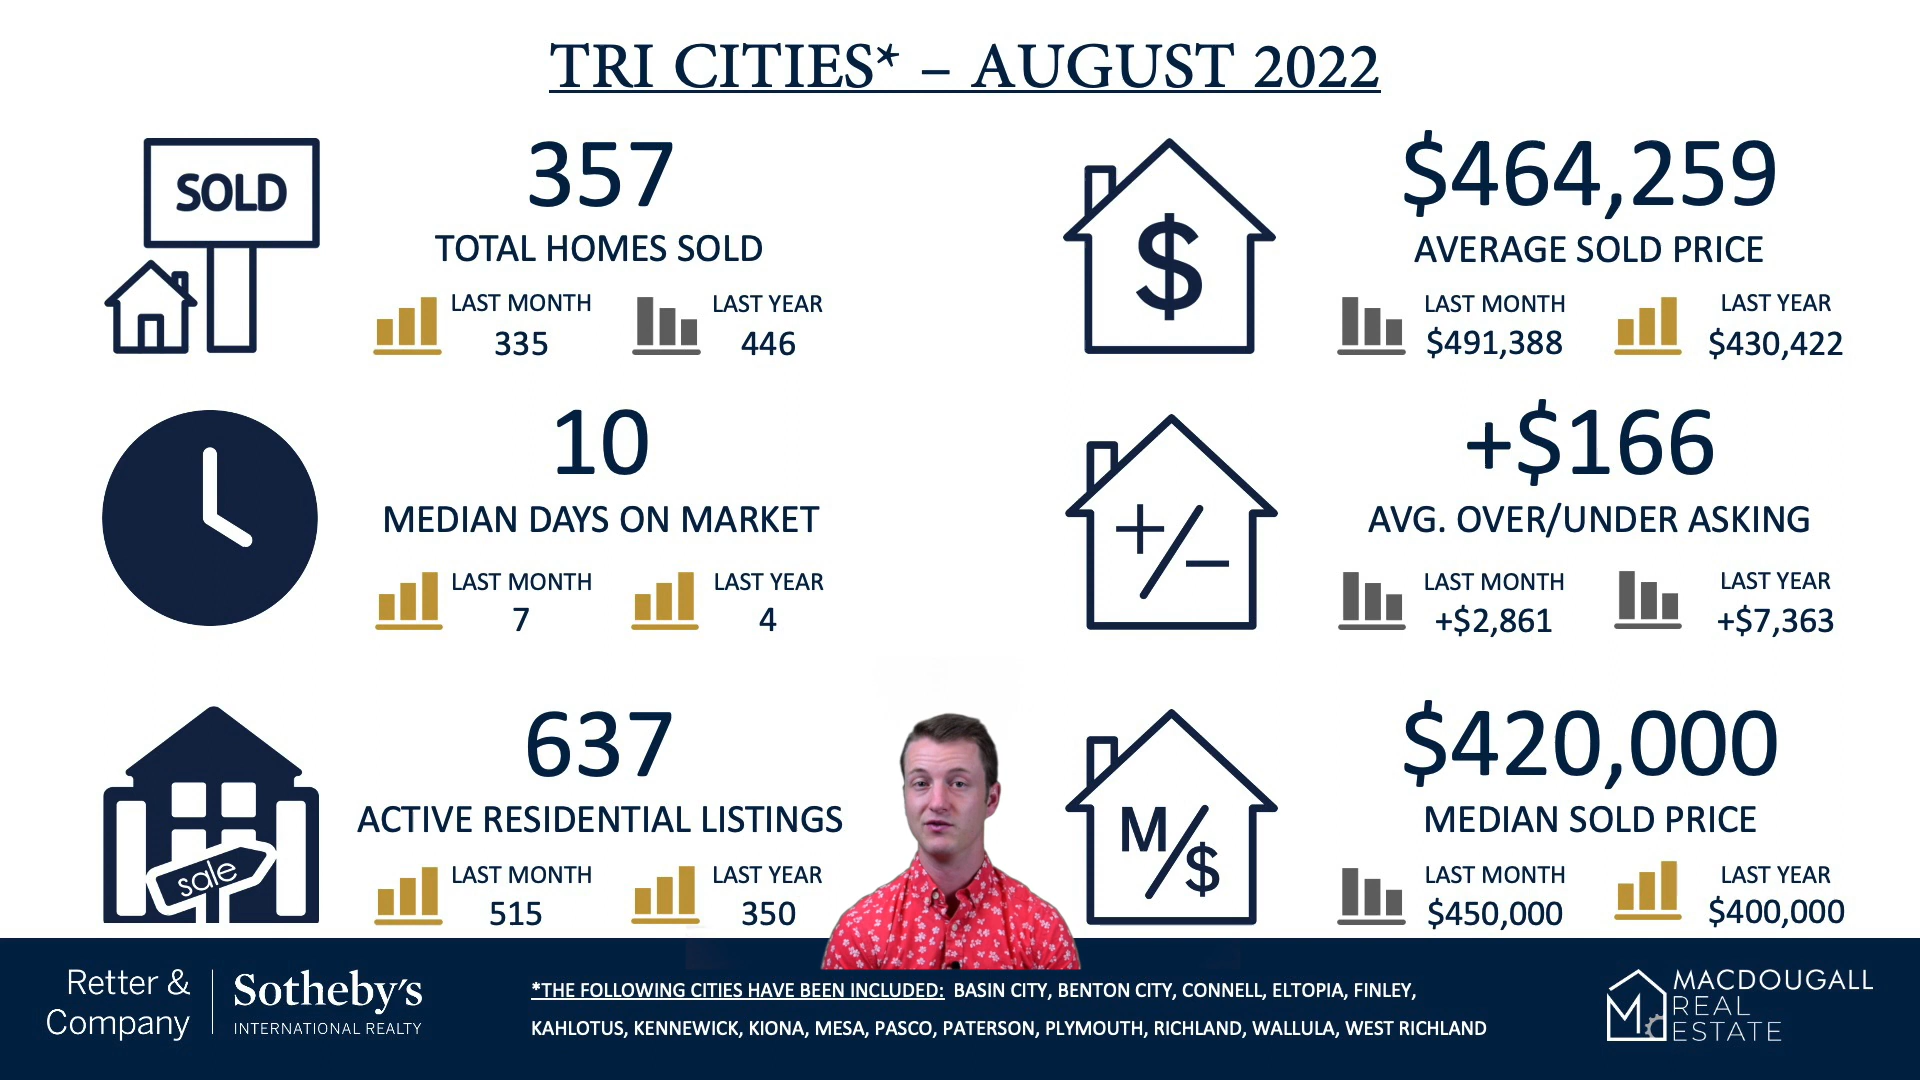 TRI CITIES* – AUGUST 2022
SOLD
357
TOTAL HOMES SOLD
LAST MONTH
335
LAST YEAR
446
$
$464,259
AVERAGE SOLD PRICE
LAST MONTH
$491,388
LAST YEAR
$430,422
10
MEDIAN DAYS ON MARKET
LAST MONTH
7
LAST YEAR
4
+/−
+$166
AVG. OVER/UNDER ASKING
LAST MONTH
+$2,861
LAST YEAR
+$7,363
sale
637
ACTIVE RESIDENTIAL LISTINGS
LAST MONTH
515
LAST YEAR
350
M/$
$420,000
MEDIAN SOLD PRICE
LAST MONTH
$450,000
LAST YEAR
$400,000
Retter &
Company
Sotheby's
INTERNATIONAL REALTY
*THE FOLLOWING CITIES HAVE BEEN INCLUDED: BASIN CITY, BENTON CITY, CONNELL, ELTOPIA, FINLEY,
KAHLOTUS, KENNEWICK, KIONA, MESA, PASCO, PATERSON, PLYMOUTH, RICHLAND, WALLULA, WEST RICHLAND
M
MACDOUGALL
REAL
ESTATE